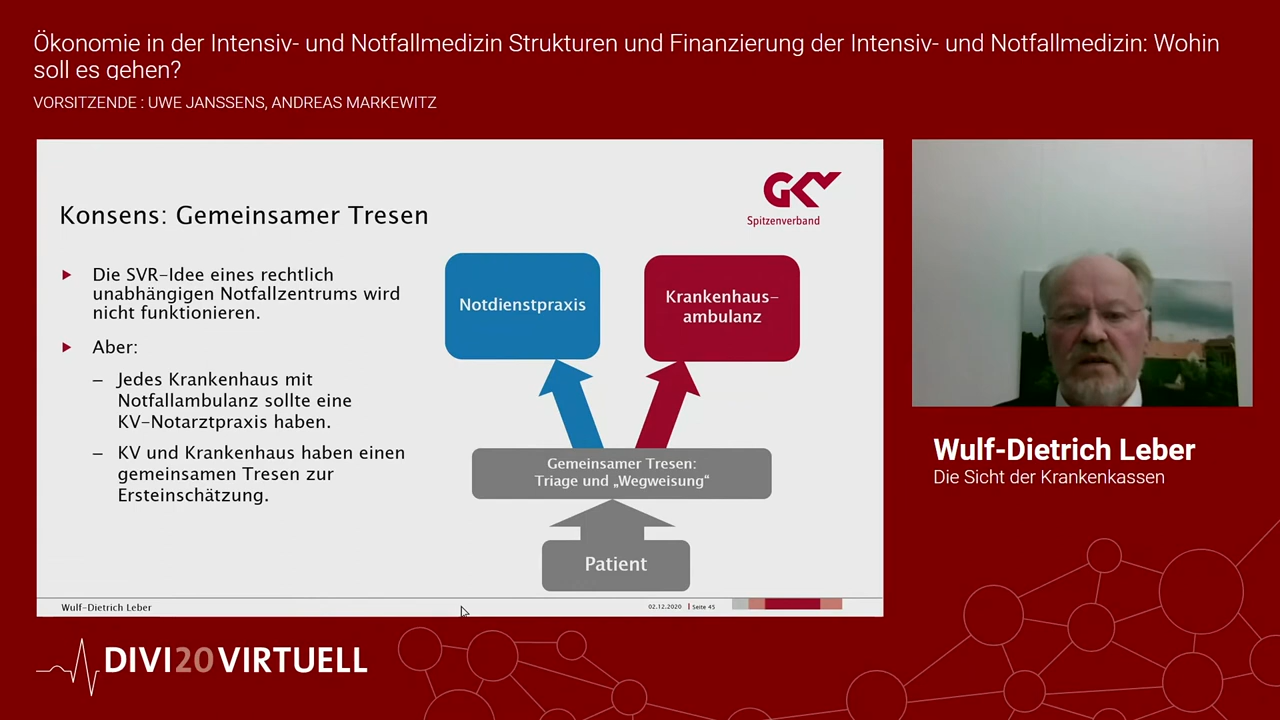 Ökonomie in der Intensiv- und Notfallmedizin Strukturen und Finanzierung der Intensiv- und Notfallmedizin: Wohin
soll es gehen?
VORSITZENDE : UWE JANSSENS, ANDREAS MARKEWITZ
GKV
Spitzenverband
Konsens: Gemeinsamer Tresen
Die SVR-Idee eines rechtlich
unabhängigen Notfallzentrums wird
nicht funktionieren.
Aber:
– Jedes Krankenhaus mit
Notfallambulanz sollte eine
KV-Notarztpraxis haben.
– KV und Krankenhaus haben einen
gemeinsamen Tresen zur
Ersteinschätzung.
Notdienstpraxis
Krankenhaus-
ambulanz
Gemeinsamer Tresen:
Triage und „Wegweisung“
Patient
Wulf-Dietrich Leber
02.12.2020 | Seite 45
Wulf-Dietrich Leber
Die Sicht der Krankenkassen
DIVI20VIRTUELL